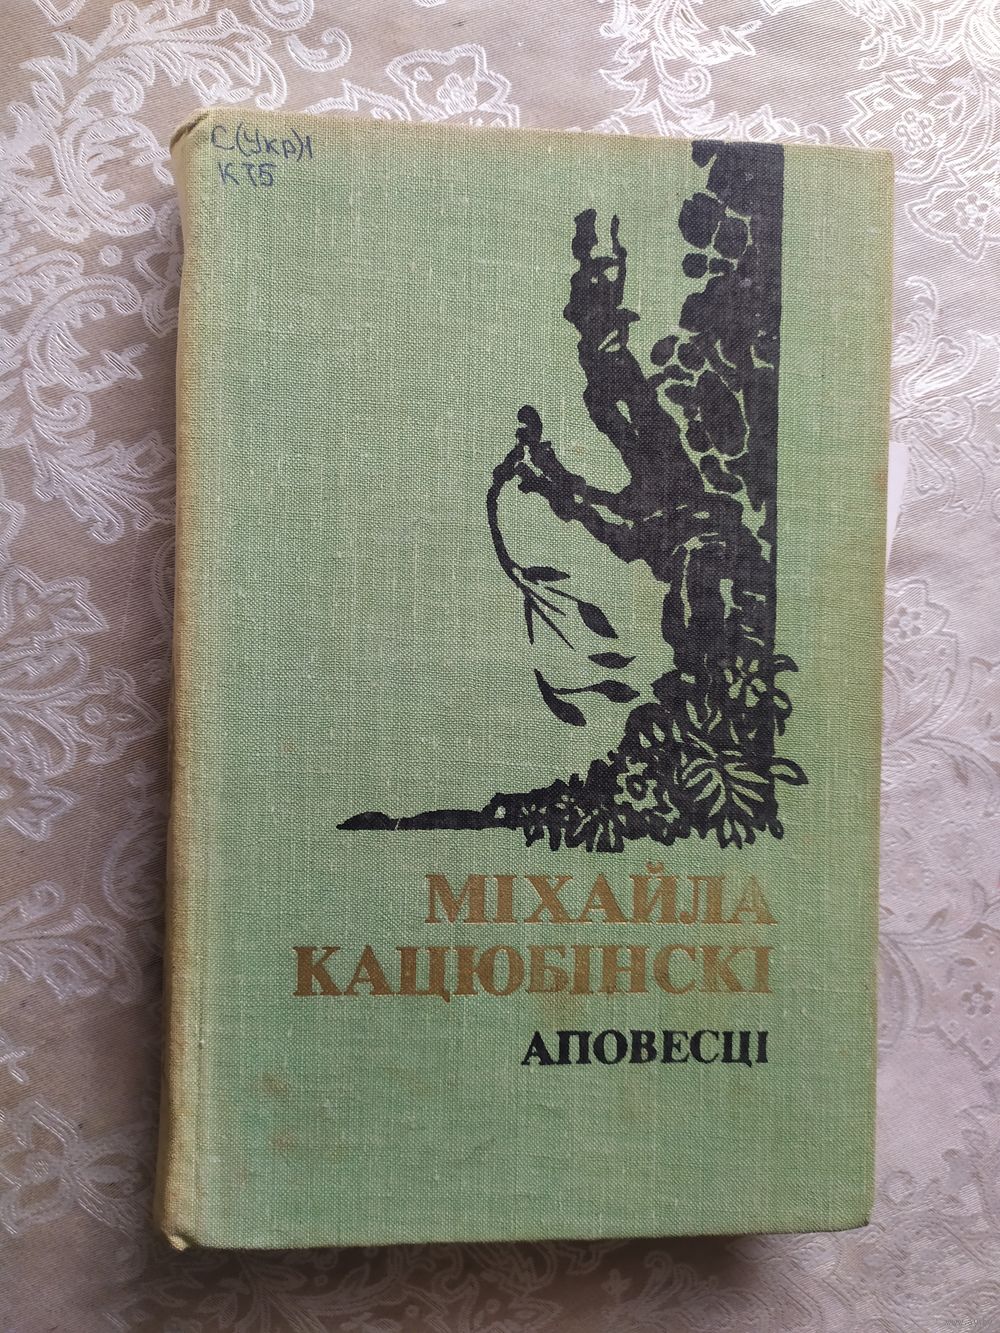 С(Укр)1
К75
МІХАЙЛА
КАЦЮБІНСКІ
АПОВЕСЦІ